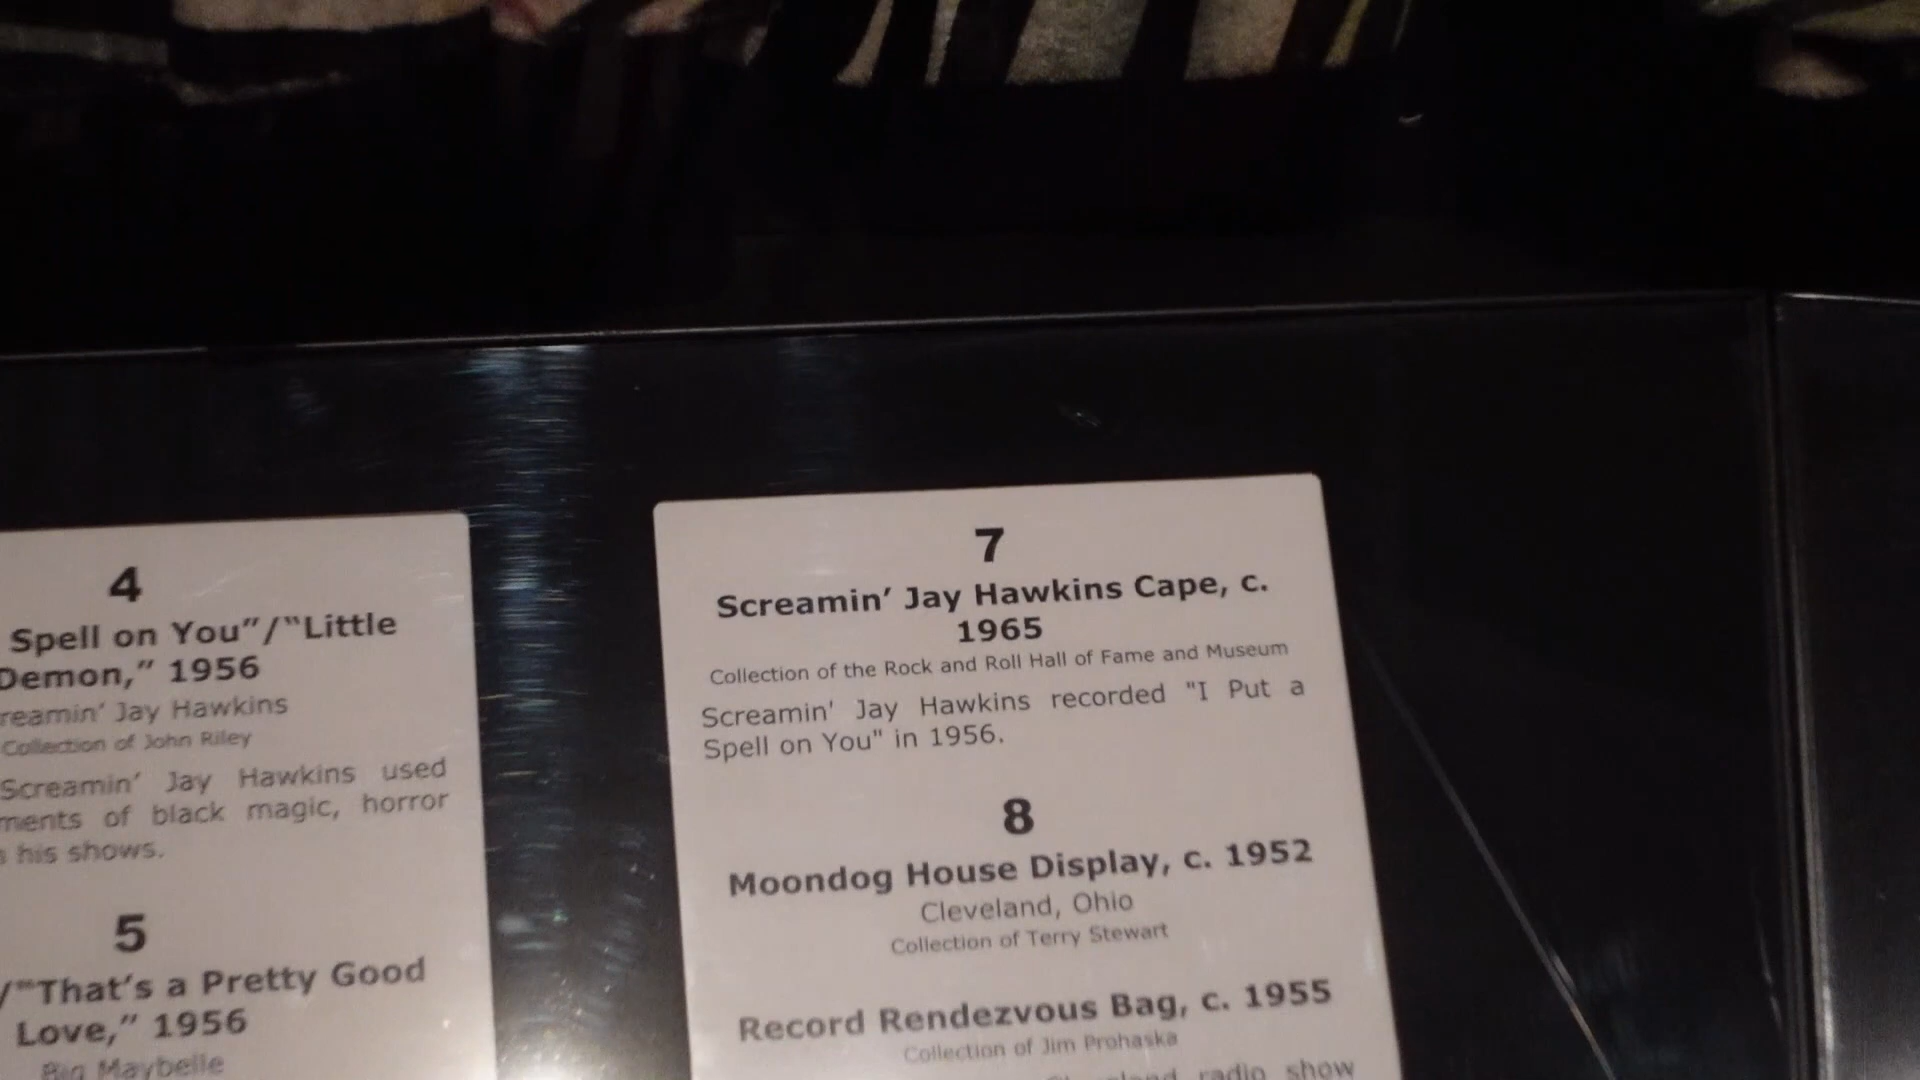 4
Spell on You”/“Little
Demon,” 1956
reamin’ Jay Hawkins
Collection of John Riley
Screamin’ Jay Hawkins used
ments of black magic, horror
his shows.
5
/“That’s a Pretty Good
Love,” 1956
Big Maybelle
7
Screamin’ Jay Hawkins Cape, c.
1965
Collection of the Rock and Roll Hall of Fame and Museum
Screamin' Jay Hawkins recorded "I Put a
Spell on You" in 1956.
8
Moondog House Display, c. 1952
Cleveland, Ohio
Collection of Terry Stewart
Record Rendezvous Bag, c. 1955
Collection of Jim Prohaska
radio show